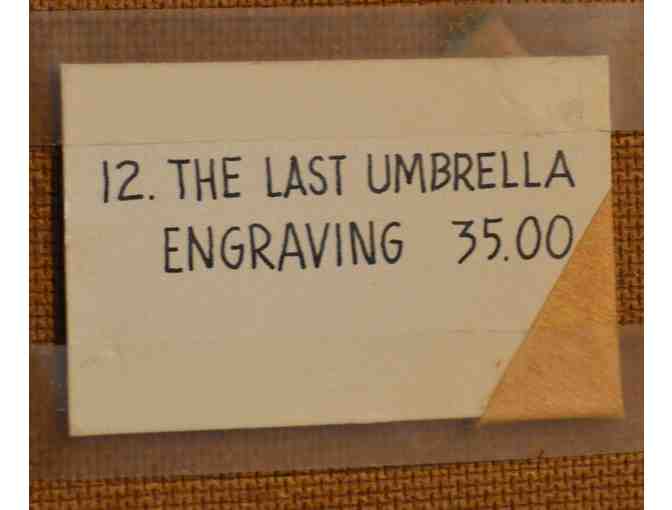 12. THE LAST UMBRELLA
ENGRAVING 35.00